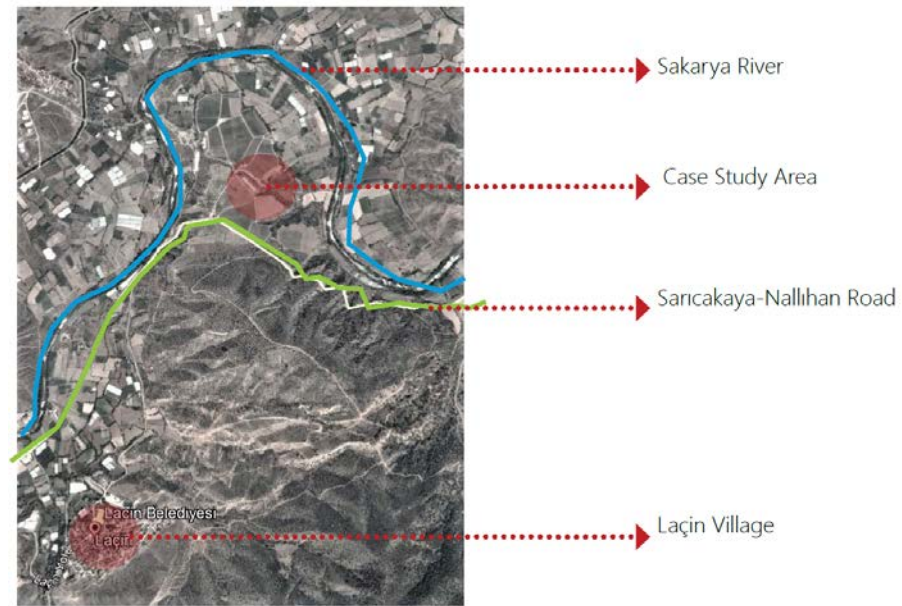 Sakarya River
Case Study Area
Sarıcakaya-Nallıhan Road
Laçin Belediyesi
Laçin
Laçin Village